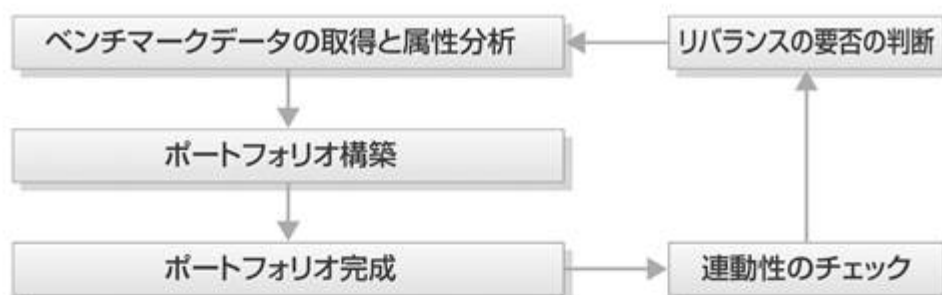 ベンチマークデータの取得と属性分析
リバランスの要否の判断
ポートフォリオ構築
ポートフォリオ完成
連動性のチェック